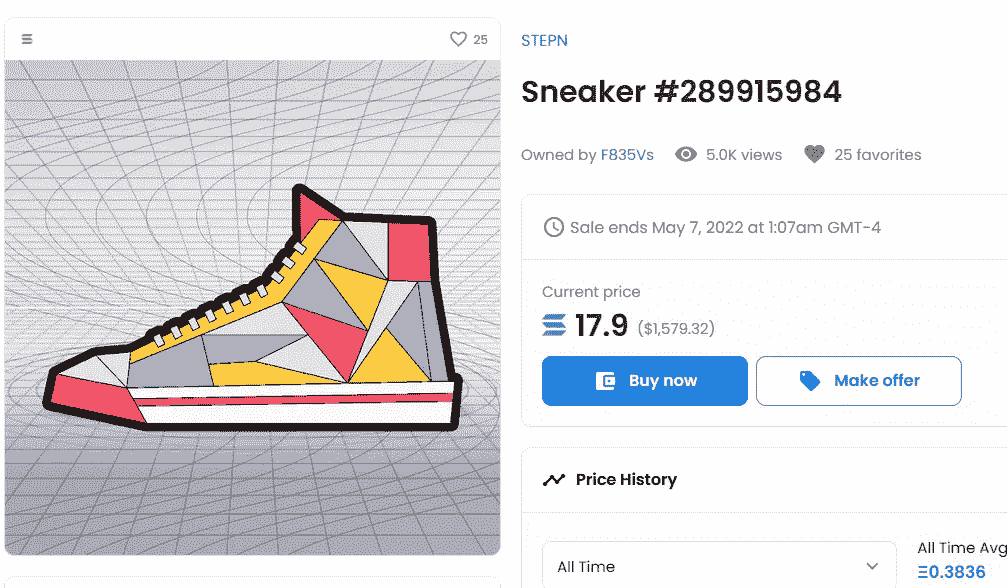 25
STEPN
Sneaker #289915984
Owned by F835Vs 5.0K views 25 favorites
Sale ends May 7, 2022 at 1:07am GMT-4
Current price
17.9 ($1,579.32)
Buy now Make offer
Price History
All Time Avg
All Time
Ξ0.3836